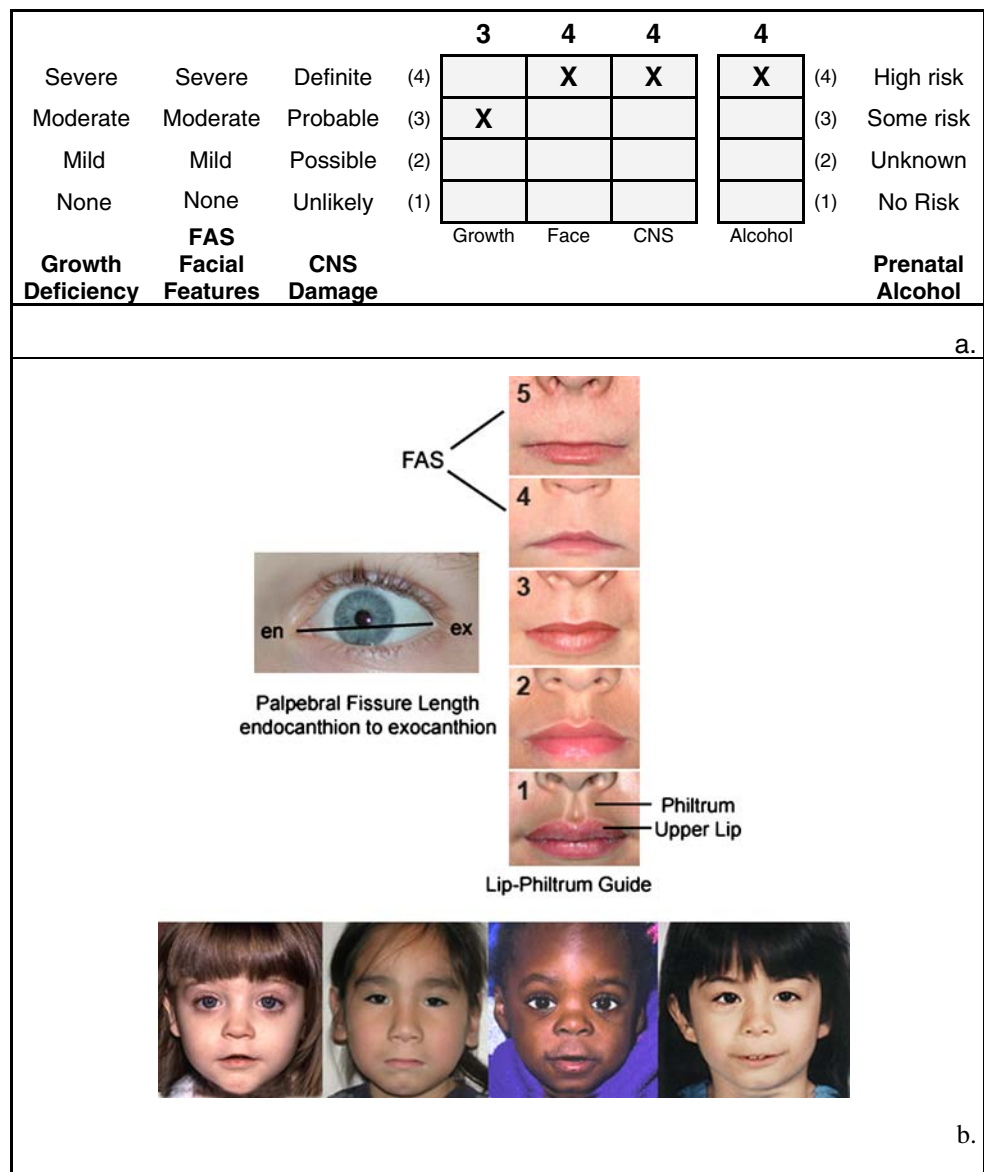 3 4 4 4
Severe Severe Definite (4) X X X (4) High risk
Moderate Moderate Probable (3) X (3) Some risk
Mild Mild Possible (2) (2) Unknown
None None Unlikely (1) (1) No Risk
Growth Face CNS Alcohol
Growth
Deficiency
FAS
Facial
Features
CNS
Damage
Prenatal
Alcohol
a.
5
FAS
4
3
en ex
2
Palpebral Fissure Length
endocanthion to exocanthion
1
Philtrum
Upper Lip
Lip-Philtrum Guide
b.